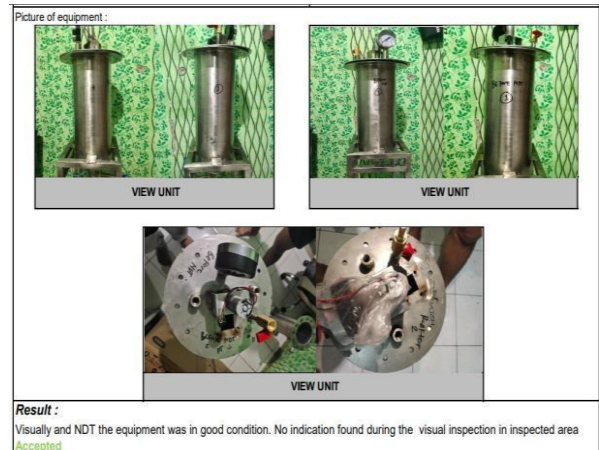 Picture of equipment :
VIEW UNIT
VIEW UNIT
VIEW UNIT
Result :
Visually and NDT the equipment was in good condition. No indication found during the visual inspection in inspected area
Accepted